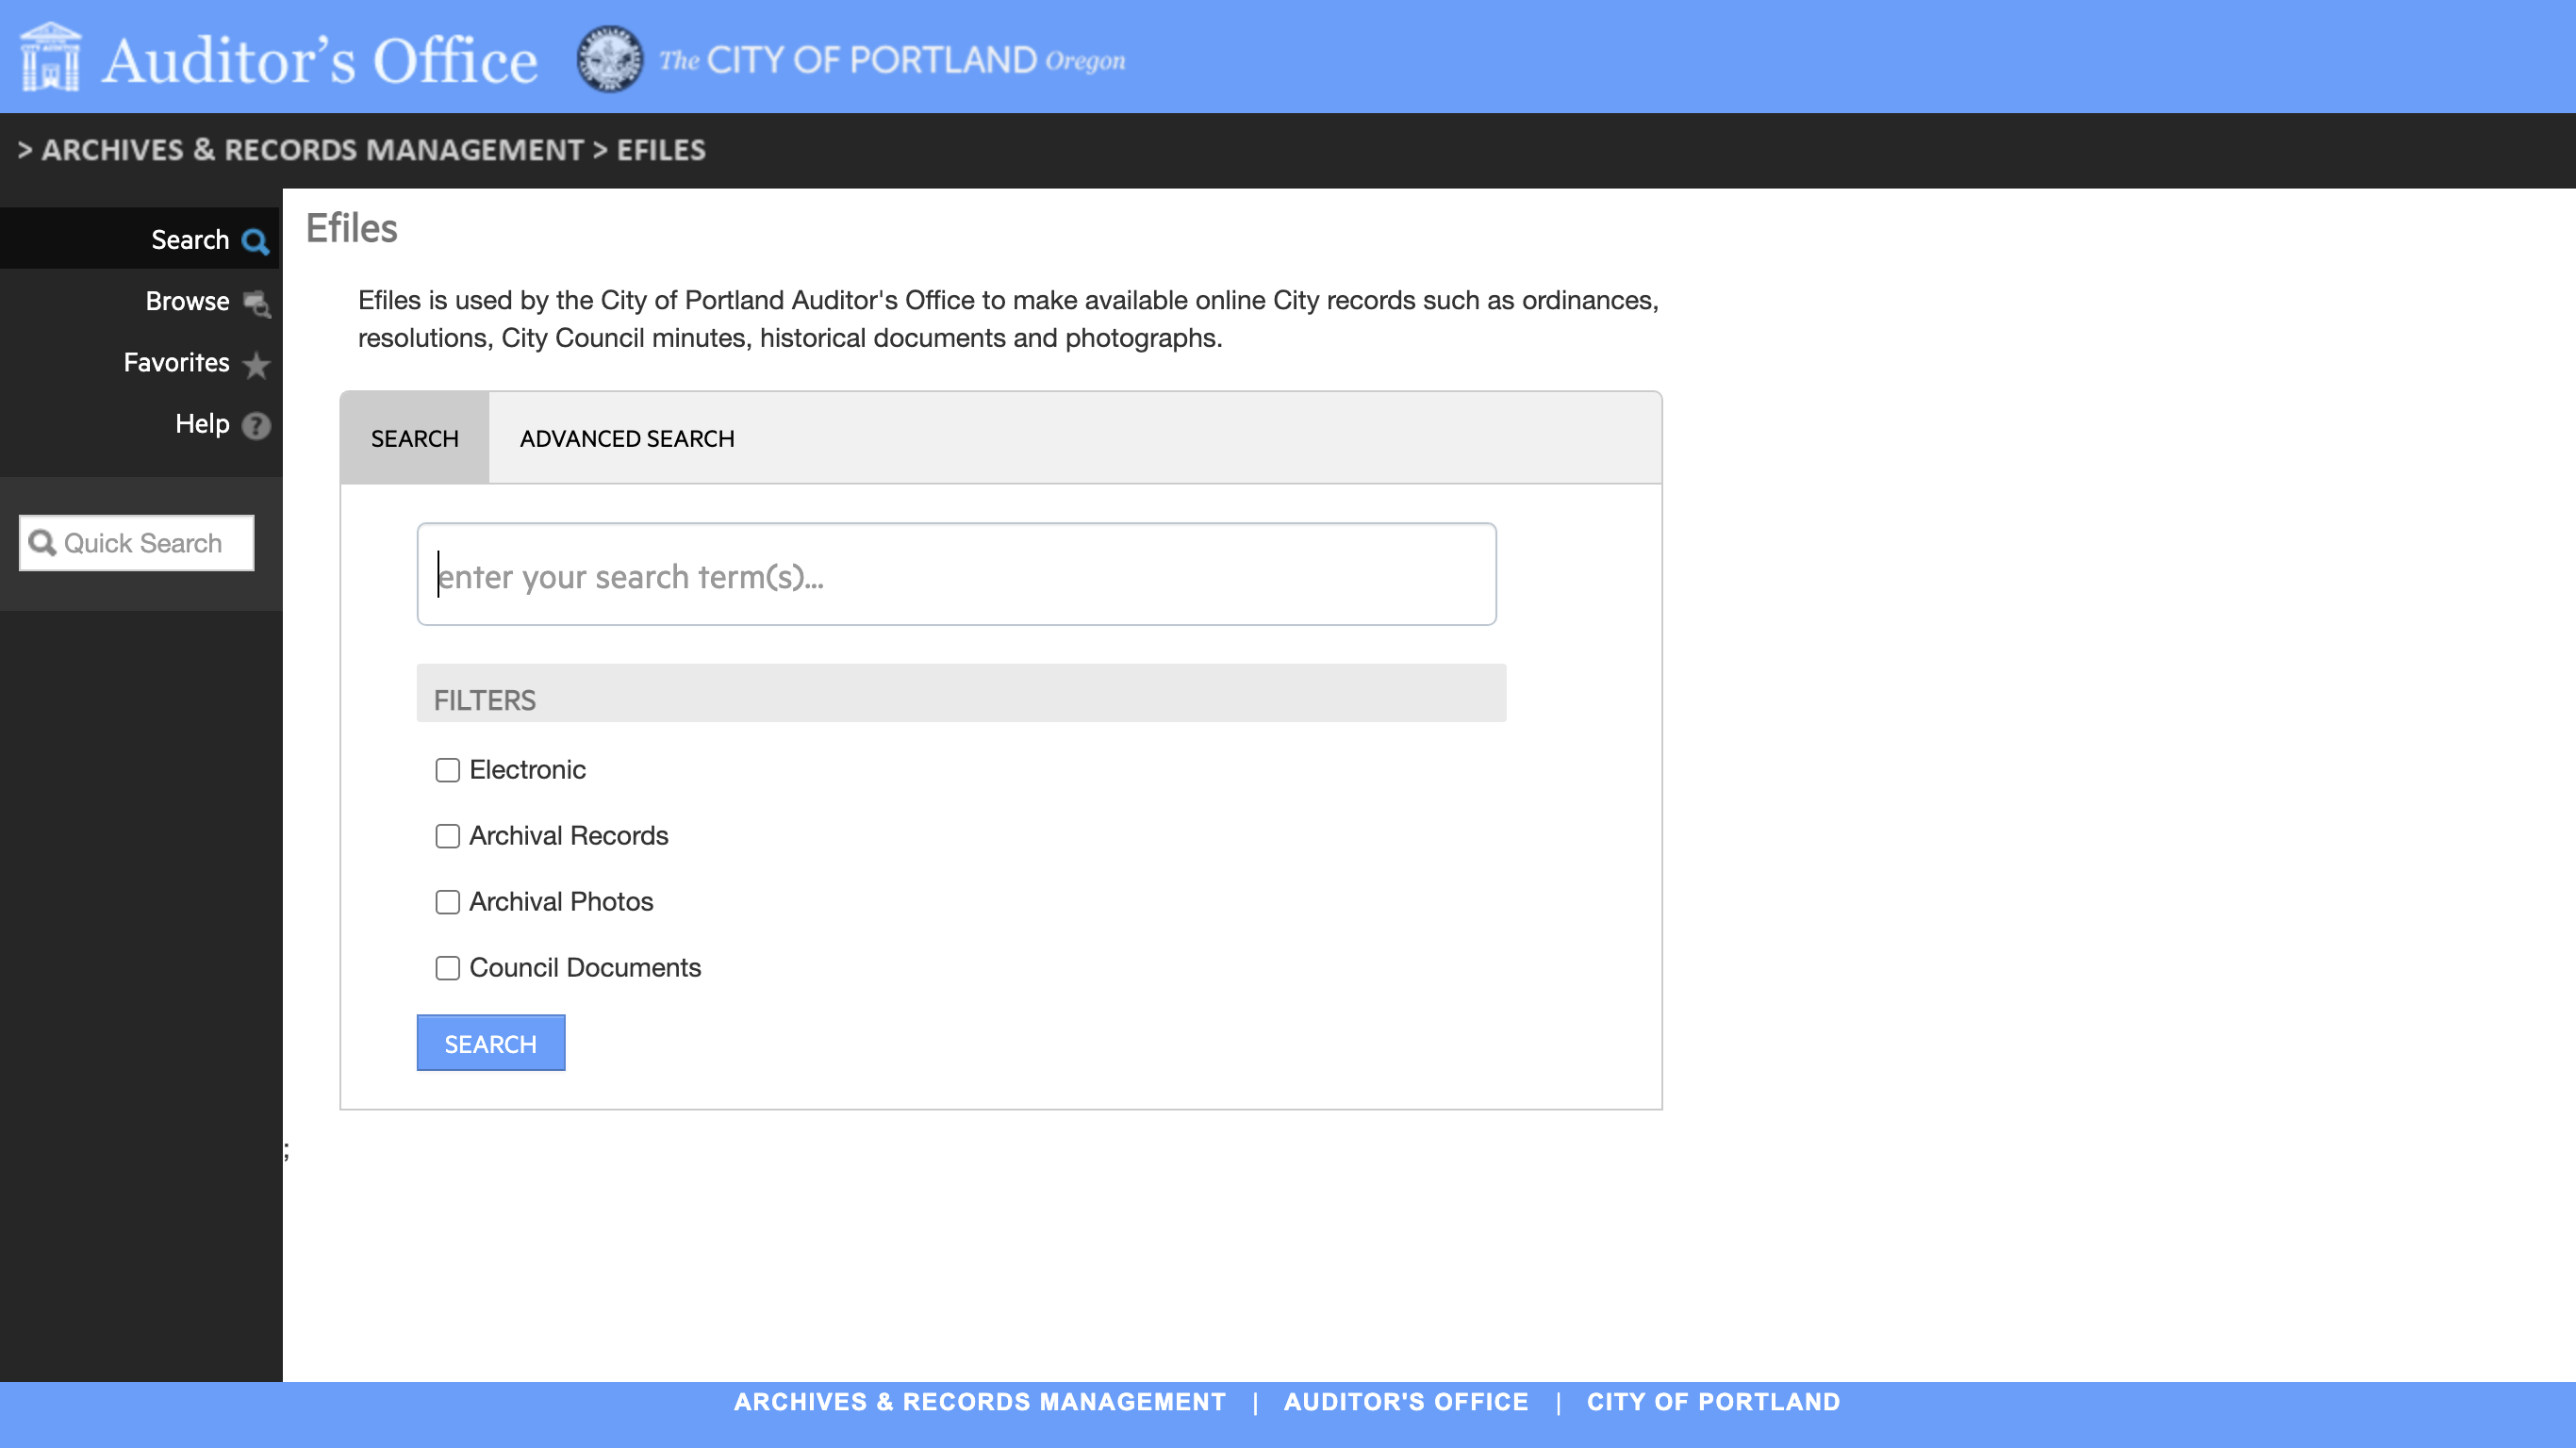 Auditor's Office The CITY OF PORTLAND Oregon
> ARCHIVES & RECORDS MANAGEMENT > EFILES
Search
Browse
Favorites
Help
Quick Search
Efiles
Efiles is used by the City of Portland Auditor's Office to make available online City records such as ordinances,
resolutions, City Council minutes, historical documents and photographs.
SEARCH ADVANCED SEARCH
enter your search term(s)...
FILTERS
Electronic
Archival Records
Archival Photos
Council Documents
SEARCH
;
ARCHIVES & RECORDS MANAGEMENT | AUDITOR'S OFFICE | CITY OF PORTLAND